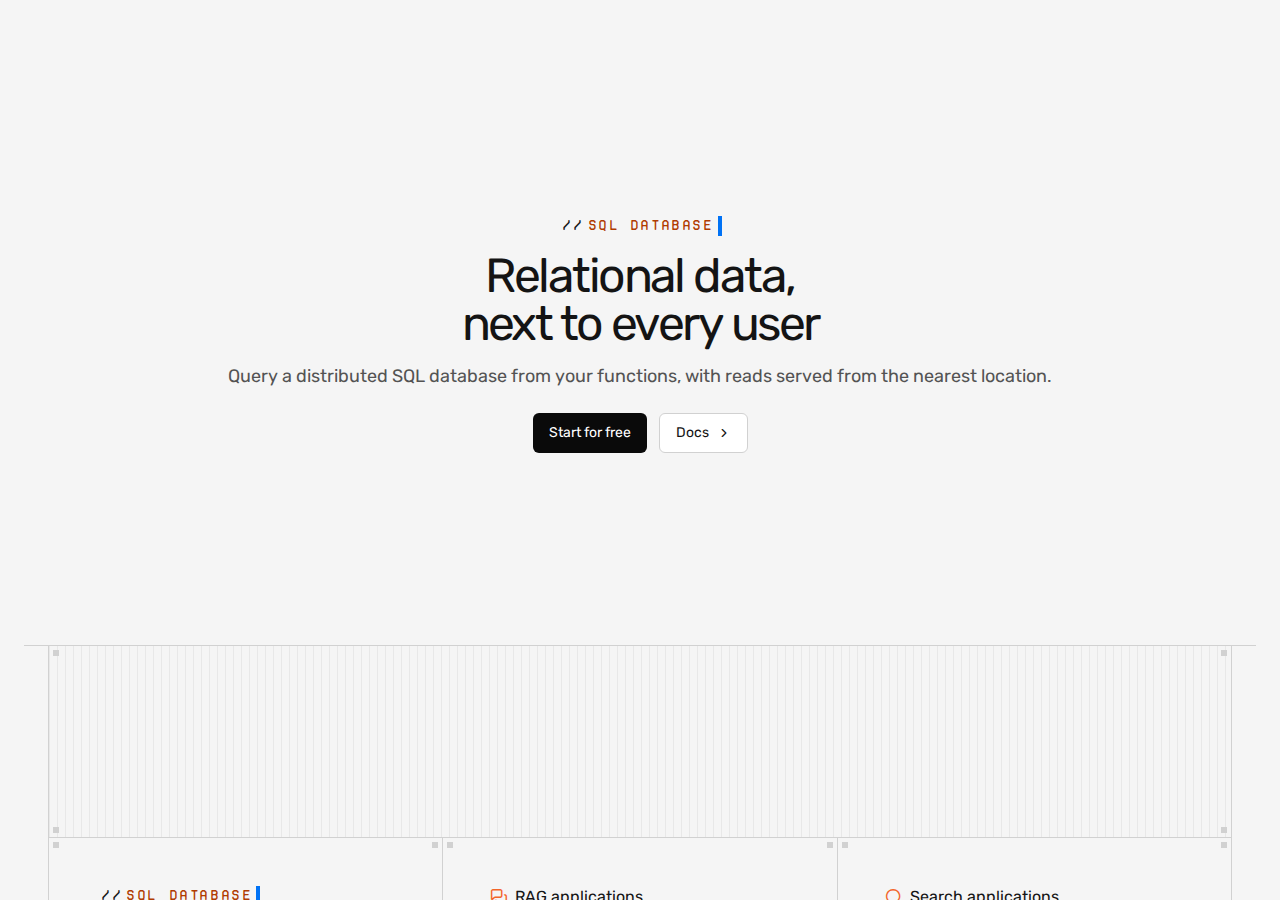 // SQL DATABASE
Relational data,
next to every user
Query a distributed SQL database from your functions, with reads served from the nearest location.
Start for free
Docs
// SQL DATABASE
RAG applications
Search applications